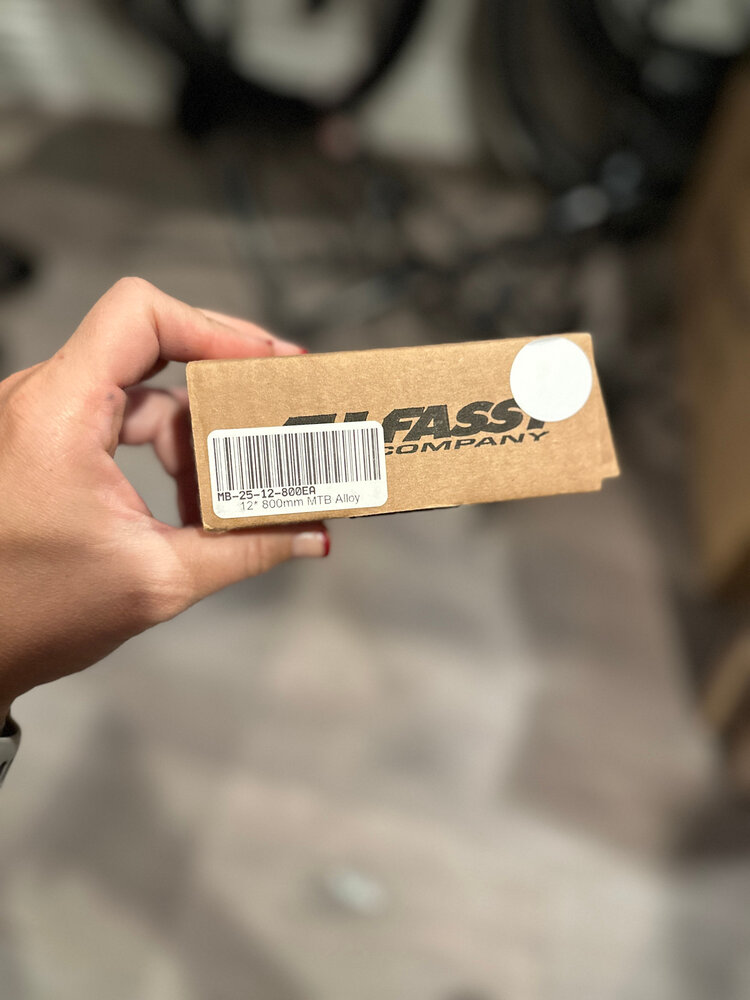 FASST
COMPANY
MB-25-12-800EA
12* 800mm MTB Alloy